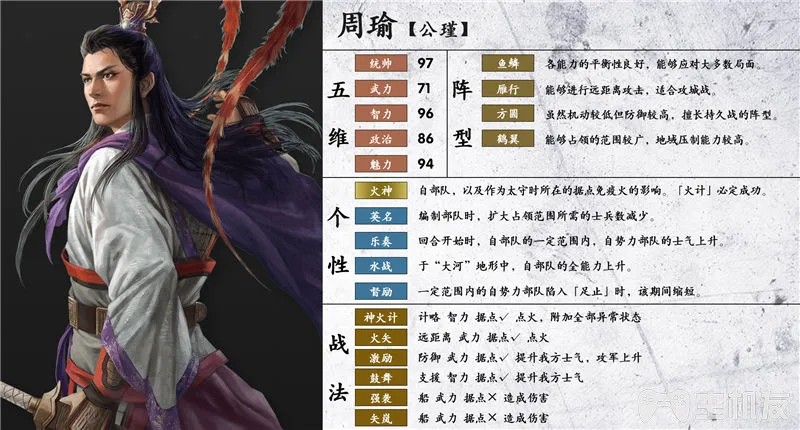 周瑜【公瑾】
五维
统帅 97
武力 71
智力 96
政治 86
魅力 94
阵型
鱼鳞 各能力的平衡性良好，能够应对大多数局面。
雁行 能够进行远距离攻击，适合攻城战。
方圆 虽然机动较低但防御较高，擅长持久战的阵型。
鹤翼 能够占领的范围较广，地域压制能力较高。
个性
火神 自部队，以及作为太守时所在的据点免疫火的影响。「火计」必定成功。
英名 编制部队时，扩大占领范围所需的士兵数减少。
乐奏 回合开始时，自部队的一定范围内，自势力部队的士气上升。
水战 于“大河”地形中，自部队的全能力上升。
督励 一定范围内的自势力部队陷入「足止」时，该期间缩短。
战法
神火计 计略 智力 据点√ 点火，附加全部异常状态
火矢 远距离 武力 据点√ 点火
激励 防御 武力 据点√ 提升我方士气，攻军上升
鼓舞 支援 智力 据点√ 提升我方士气
强袭 船 武力 据点× 造成伤害
矢岚 船 武力 据点× 造成伤害